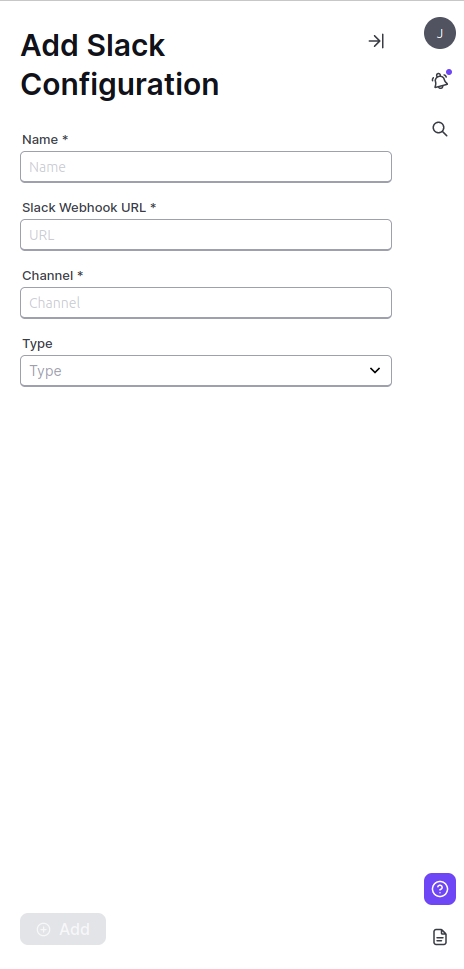 Add Slack
Configuration
J
Name *
Name
Slack Webhook URL *
URL
Channel *
Channel
Type
Type
Add